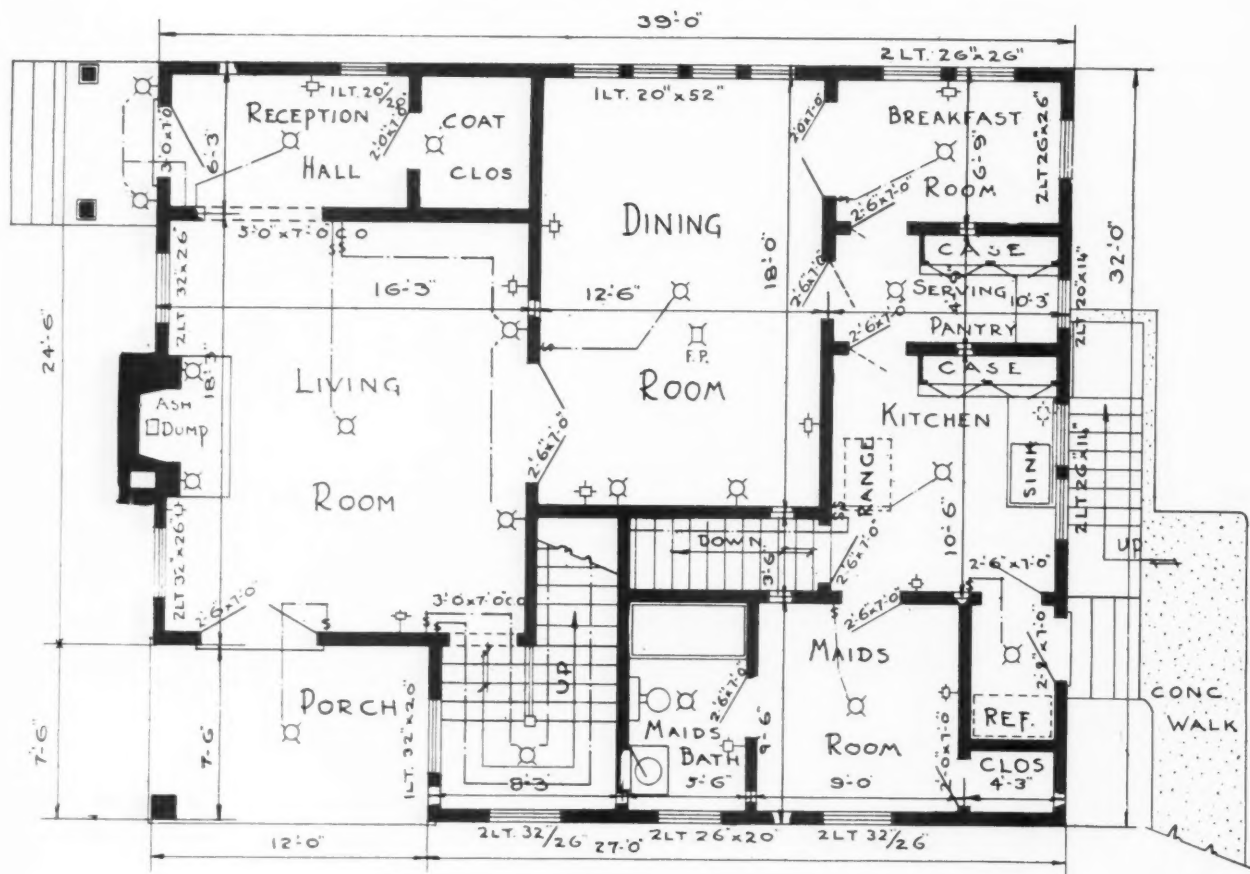 39'-0"
2 LT. 26"x26"
RECEPTION
1 LT. 20"/20"
HALL
3'0"x7'-0"
6'-3"
2'0"x7'0"
COAT
CLOS
1 LT. 20"x52"
2'0x7'-0"
BREAKFAST
ROOM
6'-9"
2 LT 26"x26"
DINING
ROOM
18'-0"
12'-6"
F.P.
2'-6"x7'-0"
2'-6"x7'-0"
2'-6"x7'-0"
CASE
SERVING
PANTRY
4'-9"
10'-3"
2 LT 20"x14"
CASE
32'-0"
5'0"x7'-0" C O
S
S
16'-3"
2 LT 32"x26"
24'-6"
18'-3"
LIVING
ROOM
ASH
DUMP
2'-6"x7'-0"
S
KITCHEN
RANGE
SINK
10'-6"
2 LT 26"x14"
UP
2 LT 32"x26"
2'-6"x7'-0"
3'0"x7'0" C O
DOWN
3'-6"
2'-6"x7'-0"
2'-6"x7'-0"
2'-6"x7'-0"
PORCH
7'-6"
7'-6"
1 LT. 32"x20"
UP
8'-3
MAIDS
BATH
2'-6"x7'-0"
5'-6"
9'-6"
MAIDS
ROOM
9'-0"
2'0"x7'-0"
2'-8"x7'-0
REF.
CLOS
4'-3"
CONC
WALK
2 LT. 32/26"
2 LT 26"x20"
2 LT 32/26"
12'-0"
27'-0"